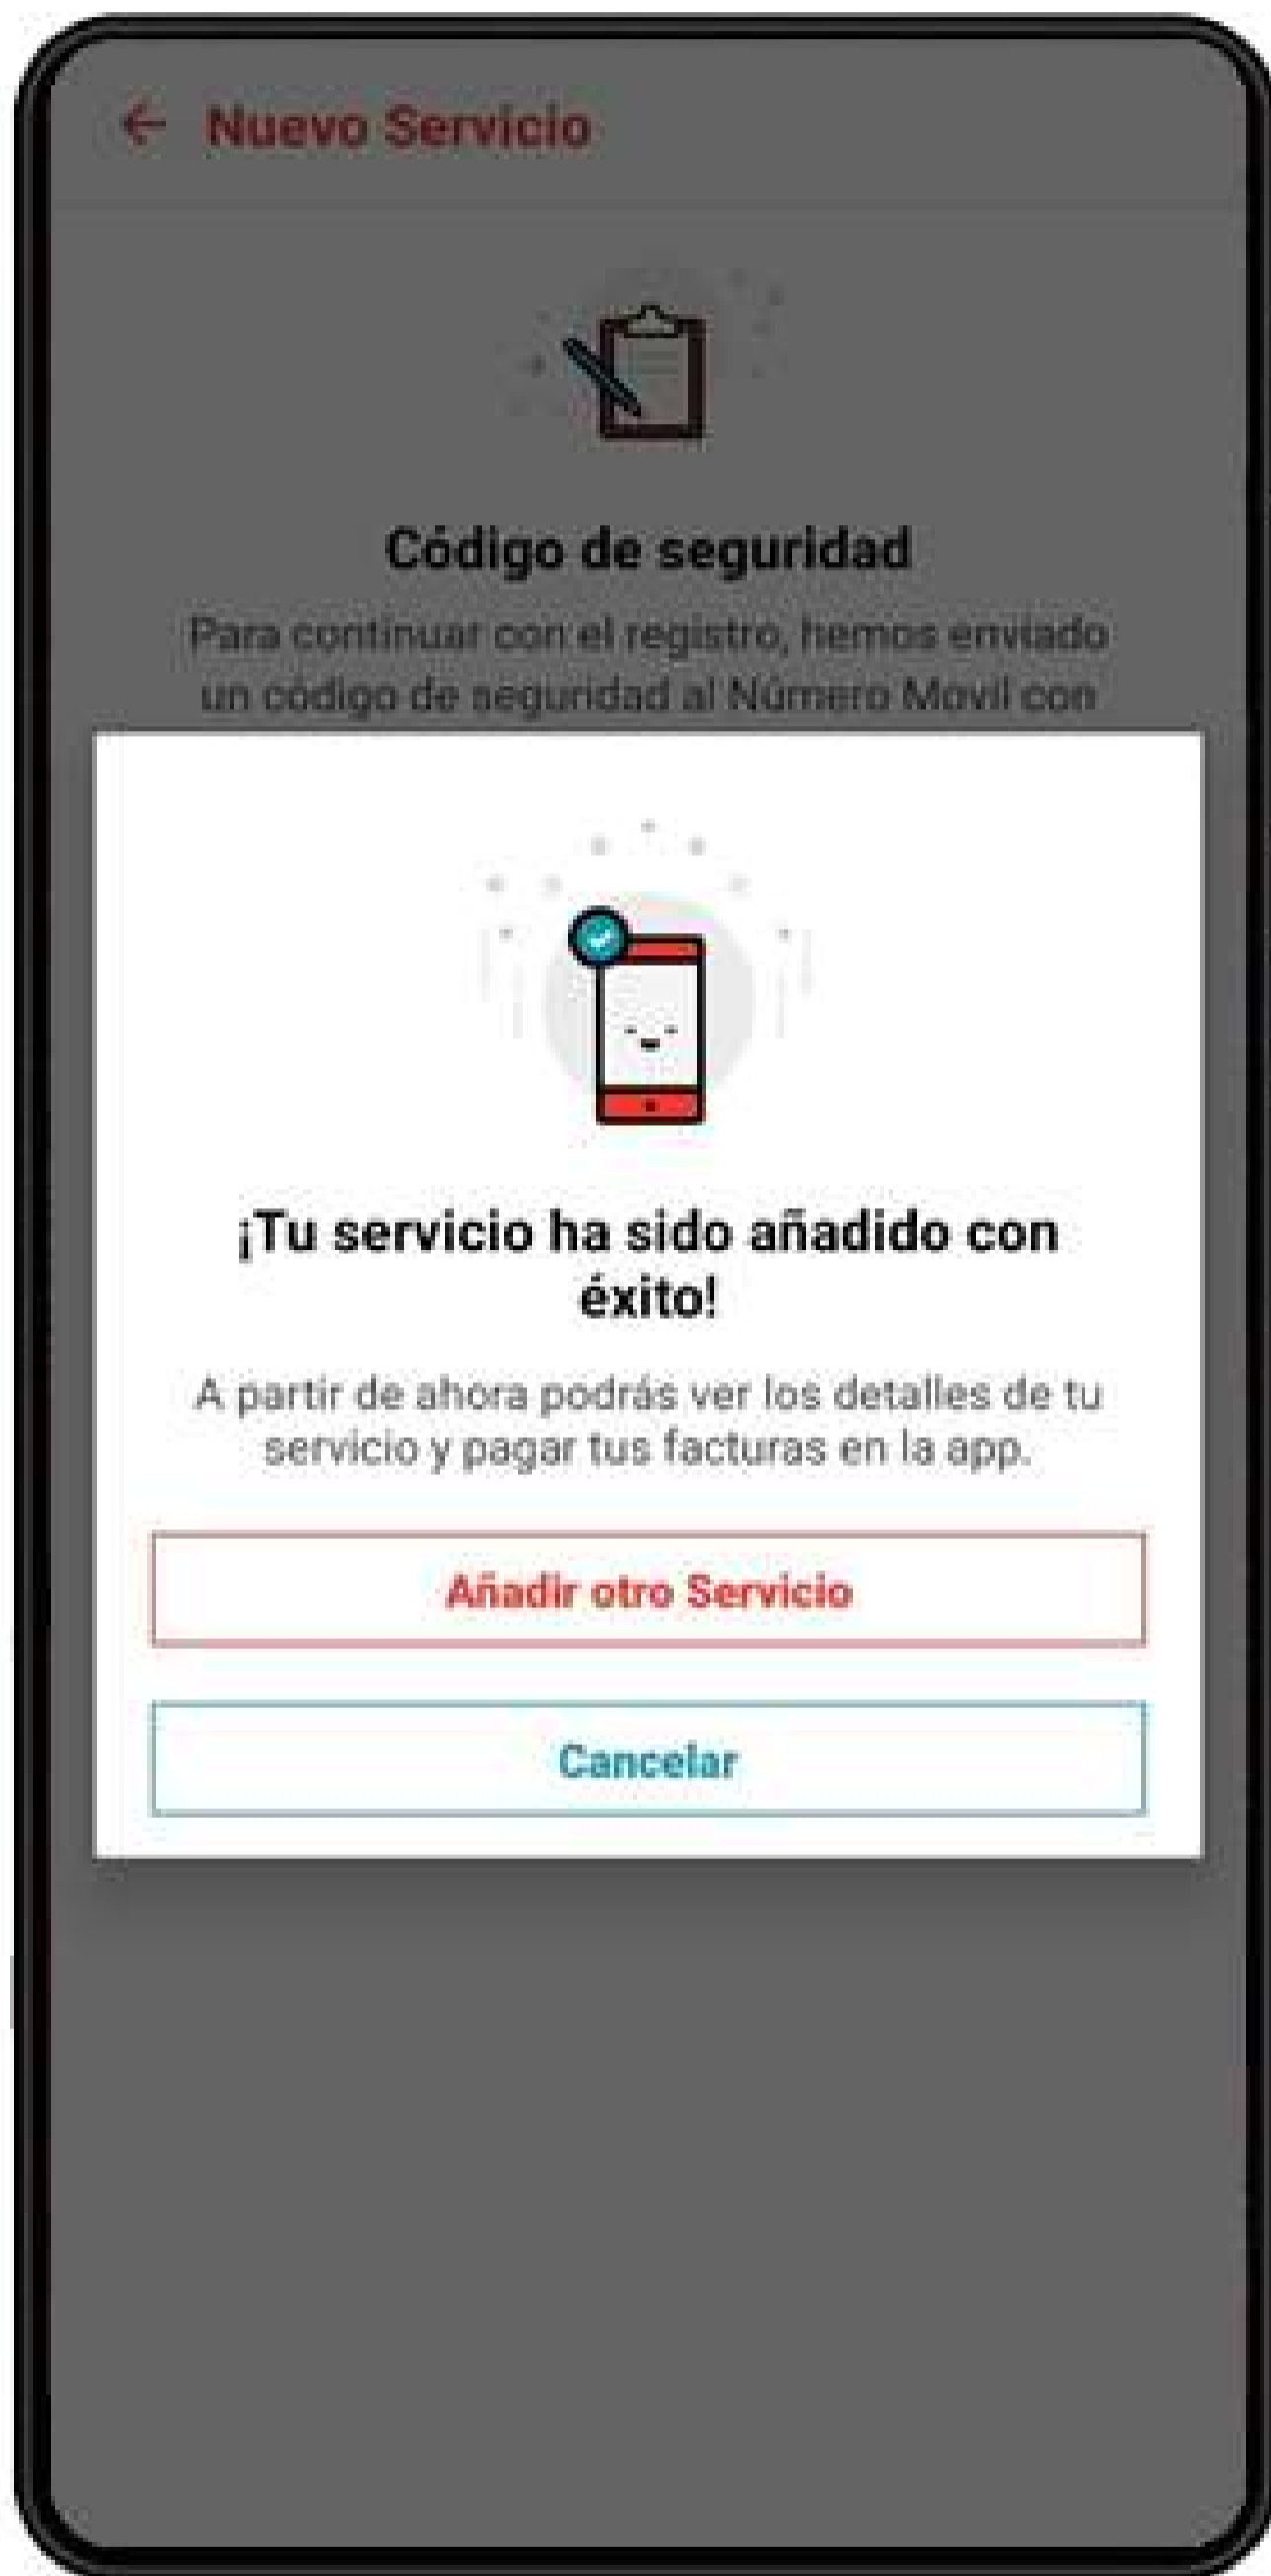 Nuevo Servicio
Código de seguridad
Para continuar con el registro, hemos enviado
un código de seguridad al Número Movil con
¡Tu servicio ha sido añadido con
éxito!
A partir de ahora podrás ver los detalles de tu
servicio y pagar tus facturas en la app.
Añadir otro Servicio
Cancelar